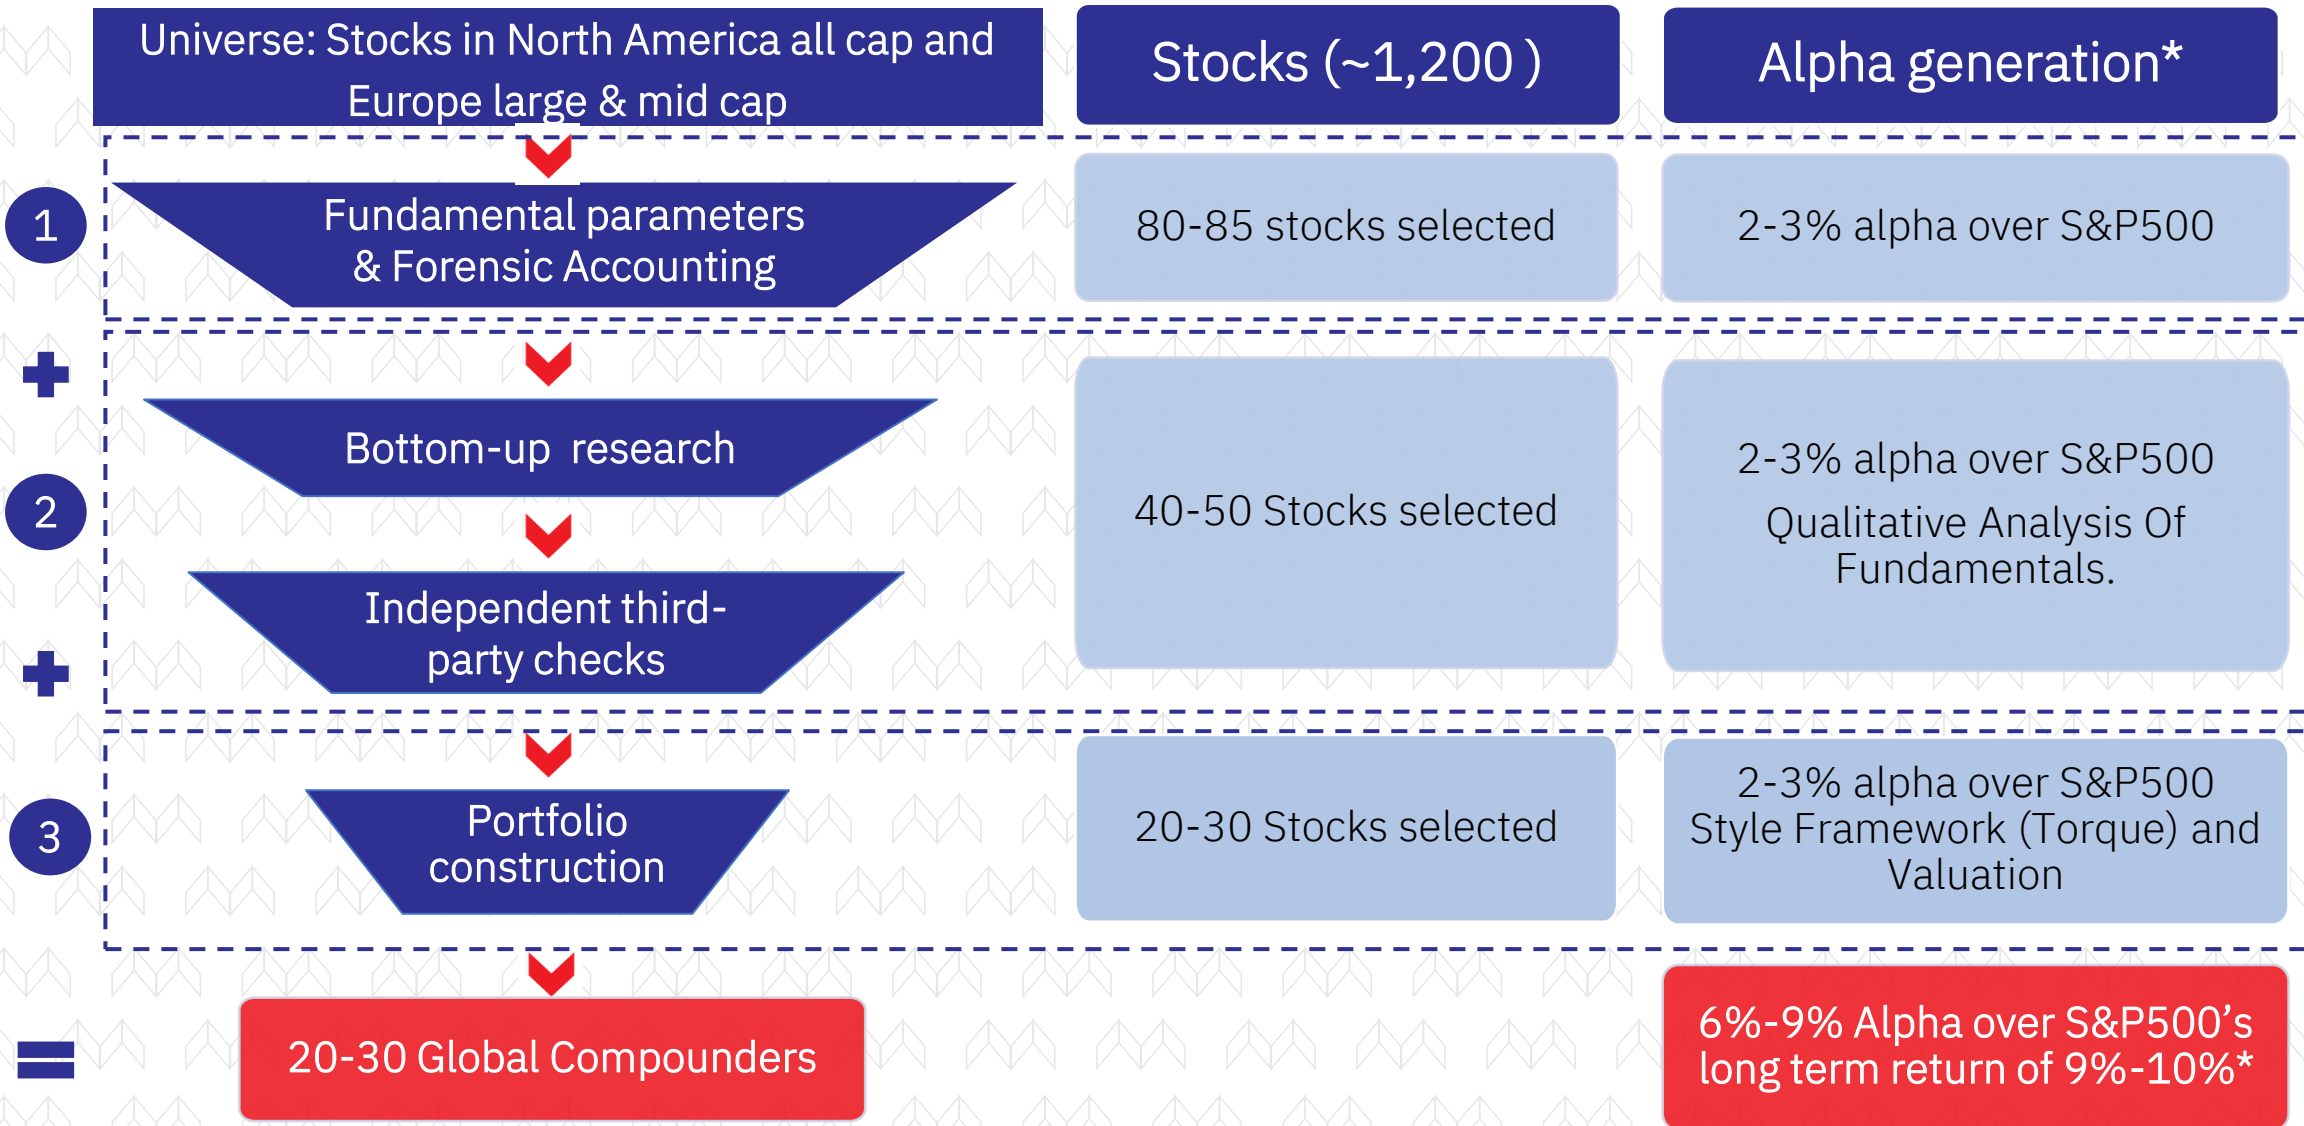 Universe: Stocks in North America all cap and
Europe large & mid cap
Stocks (~1,200 )
Alpha generation*
1
Fundamental parameters
& Forensic Accounting
80-85 stocks selected
2-3% alpha over S&P500
2
Bottom-up research
Independent third-
party checks
40-50 Stocks selected
2-3% alpha over S&P500
Qualitative Analysis Of
Fundamentals.
3
Portfolio
construction
20-30 Stocks selected
2-3% alpha over S&P500
Style Framework (Torque) and
Valuation
20-30 Global Compounders
6%-9% Alpha over S&P500’s
long term return of 9%-10%*